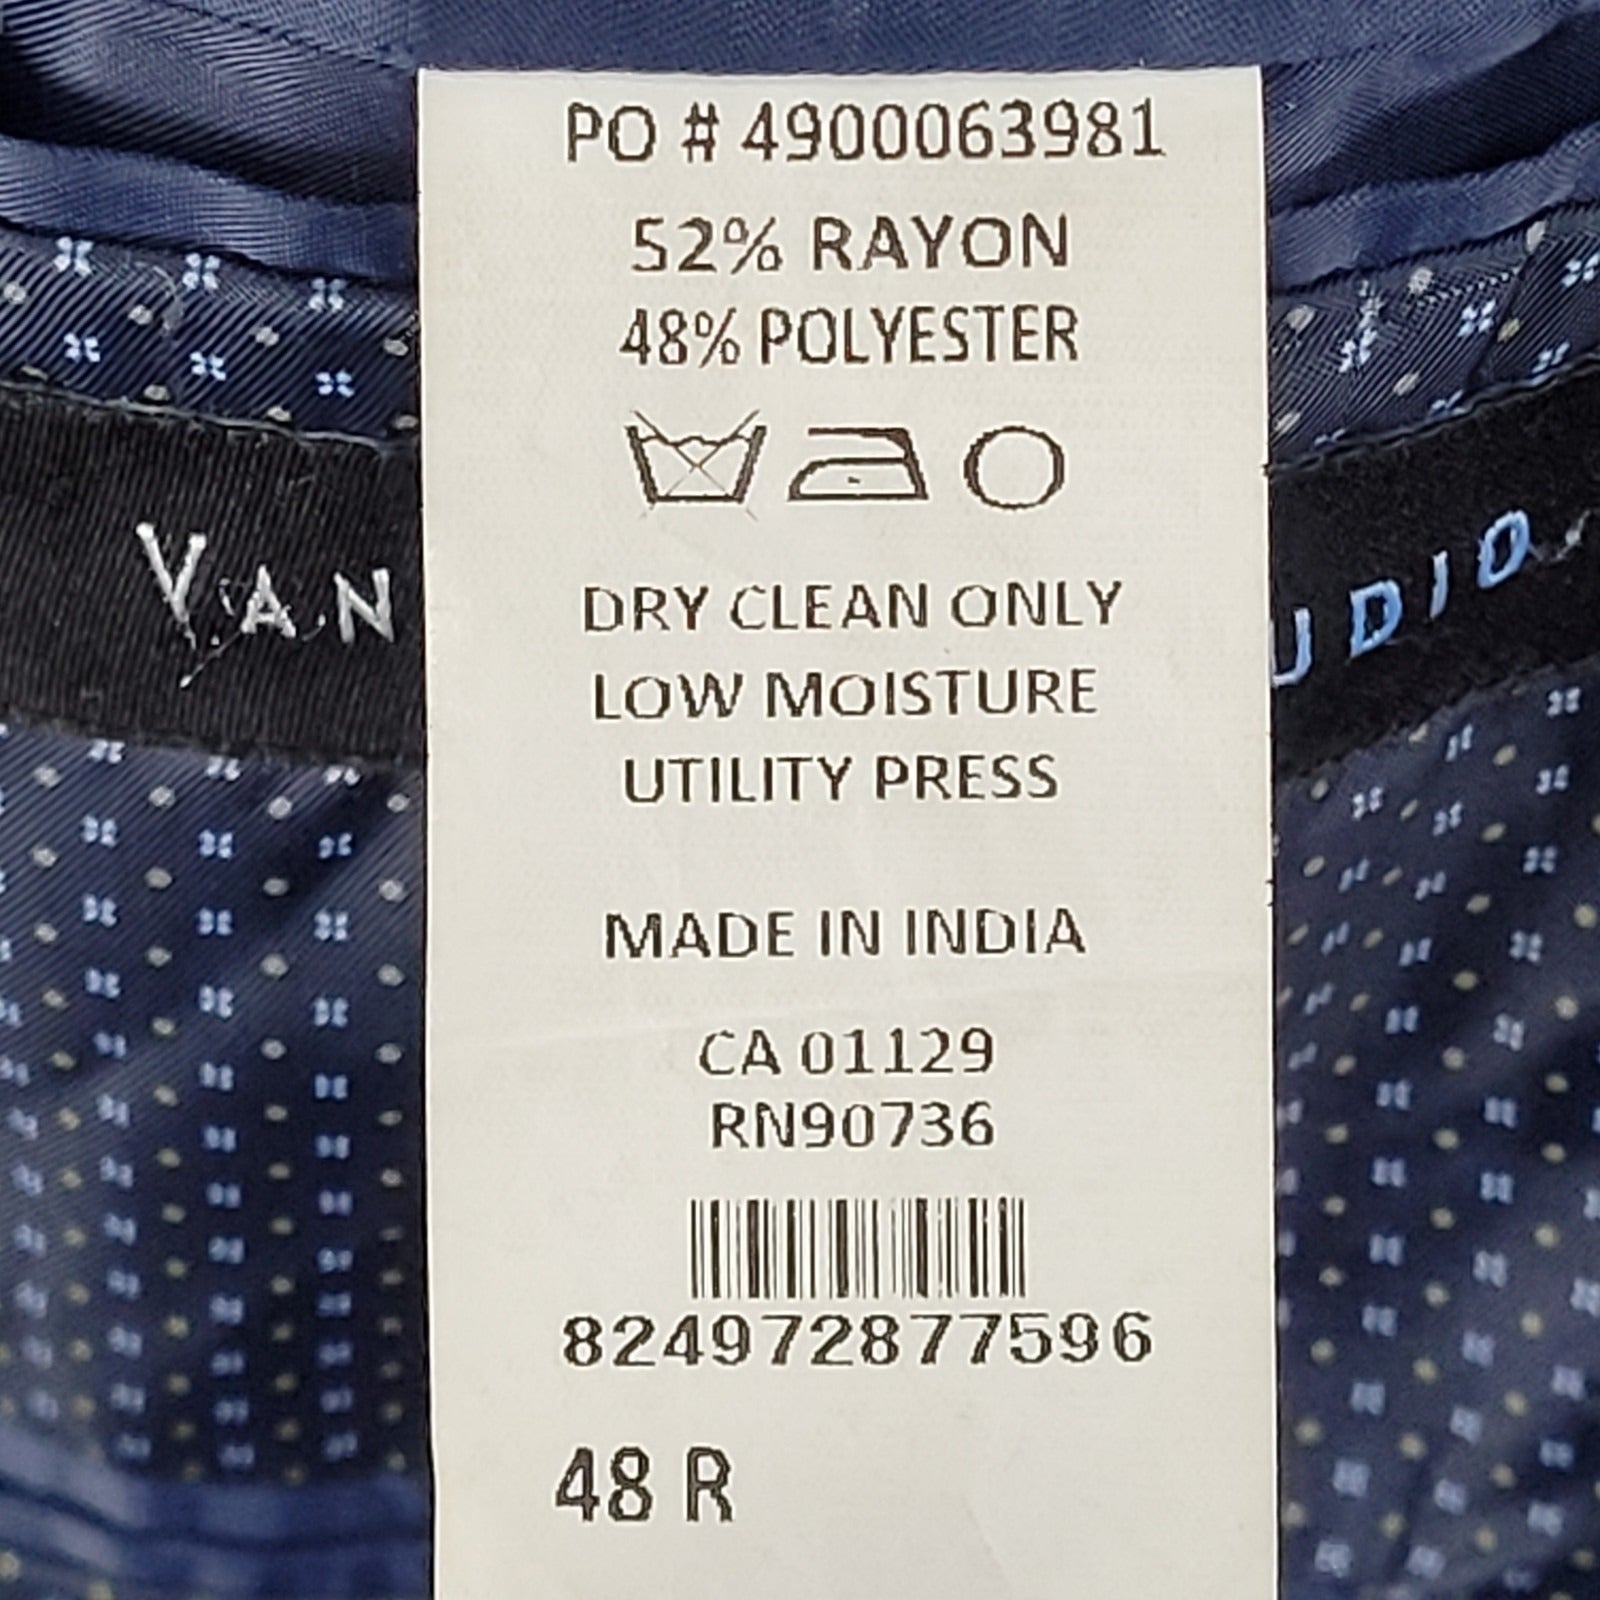 PO # 4900063981
52% RAYON
48% POLYESTER
DRY CLEAN ONLY
LOW MOISTURE
UTILITY PRESS
MADE IN INDIA
CA 01129
RN90736
824972877596
48 R
VAN
UDIO